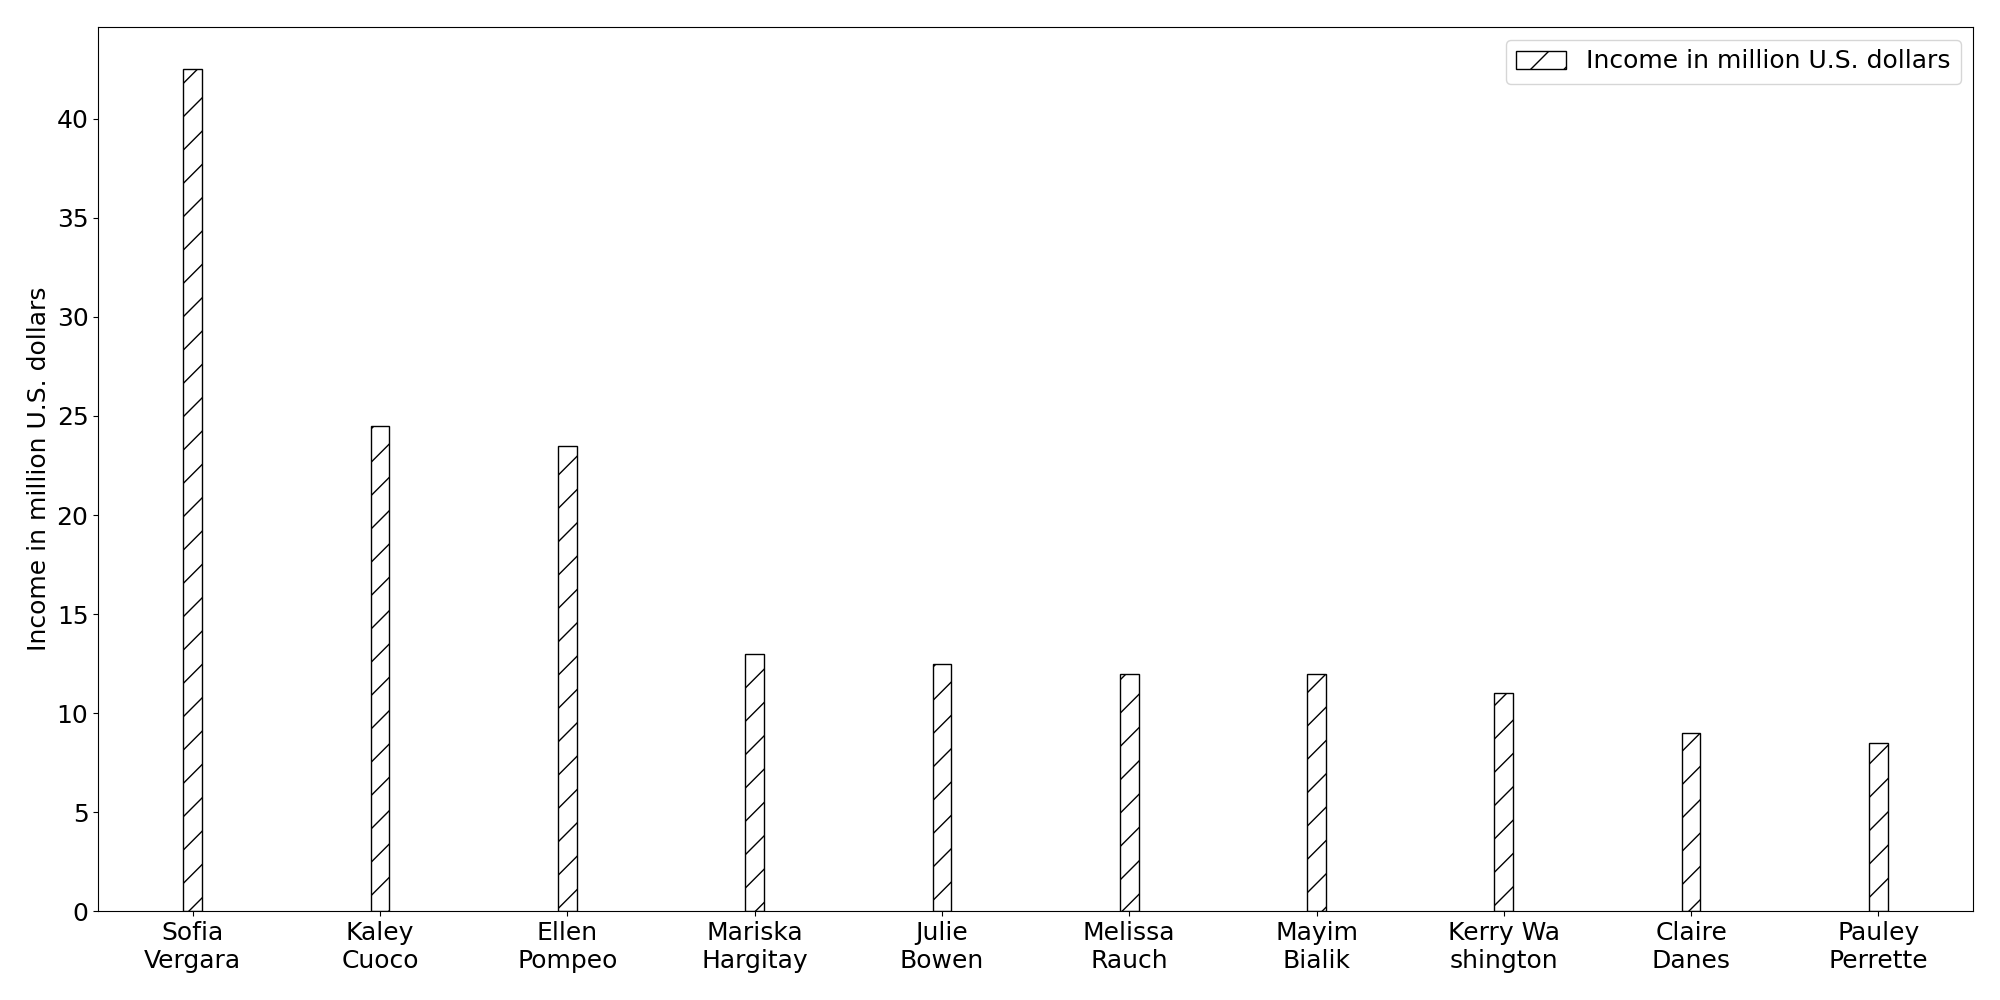 Income in million U.S. dollars
40
35
30
25
20
15
10
5
0
Income in million U.S. dollars
Sofia
Vergara
Kaley
Cuoco
Ellen
Pompeo
Mariska
Hargitay
Julie
Bowen
Melissa
Rauch
Mayim
Bialik
Kerry Wa
shington
Claire
Danes
Pauley
Perrette